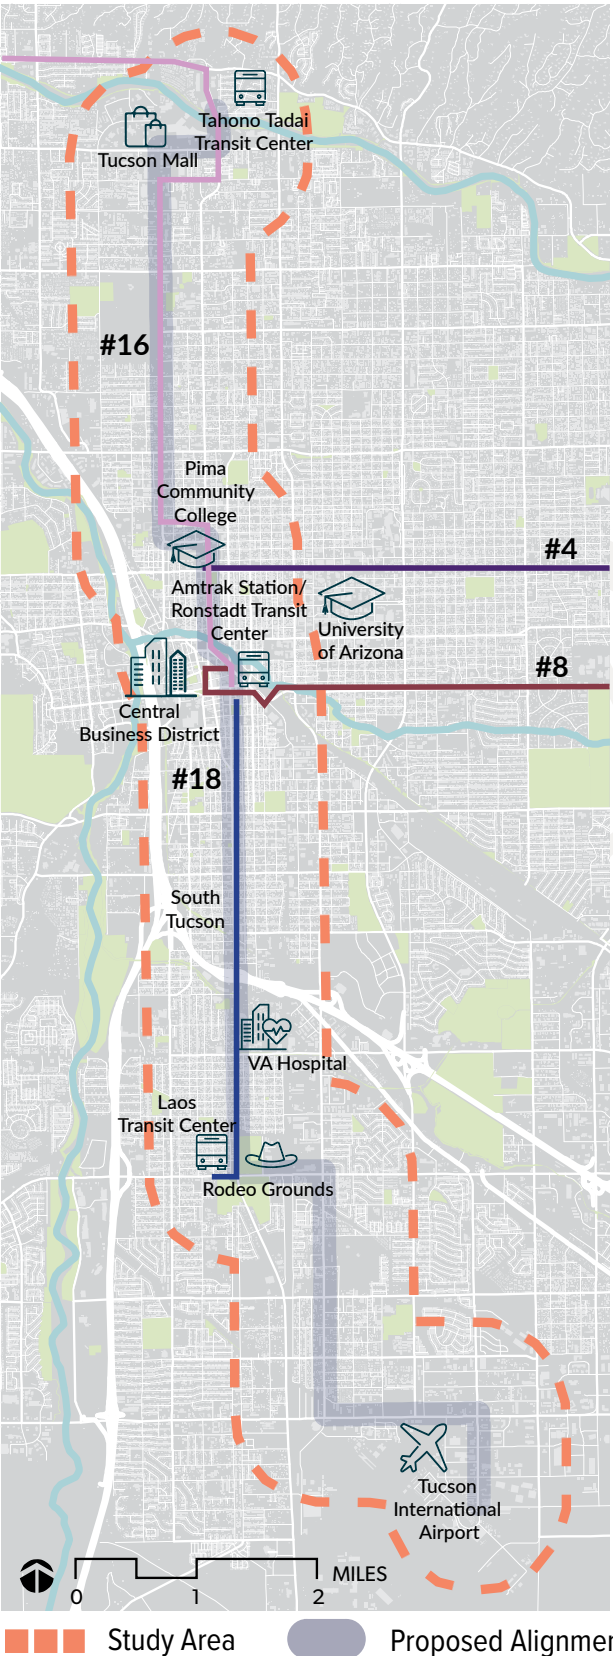 Tahono Tadai
Transit Center
Tucson Mall
#16
Pima
Community
College
#4
Amtrak Station/
Ronstadt Transit
Center
University
of Arizona
#8
Central
Business District
#18
South
Tucson
VA Hospital
Laos
Transit Center
Rodeo Grounds
Tucson
International
Airport
MILES
0 1 2
Study Area
Proposed Alignme